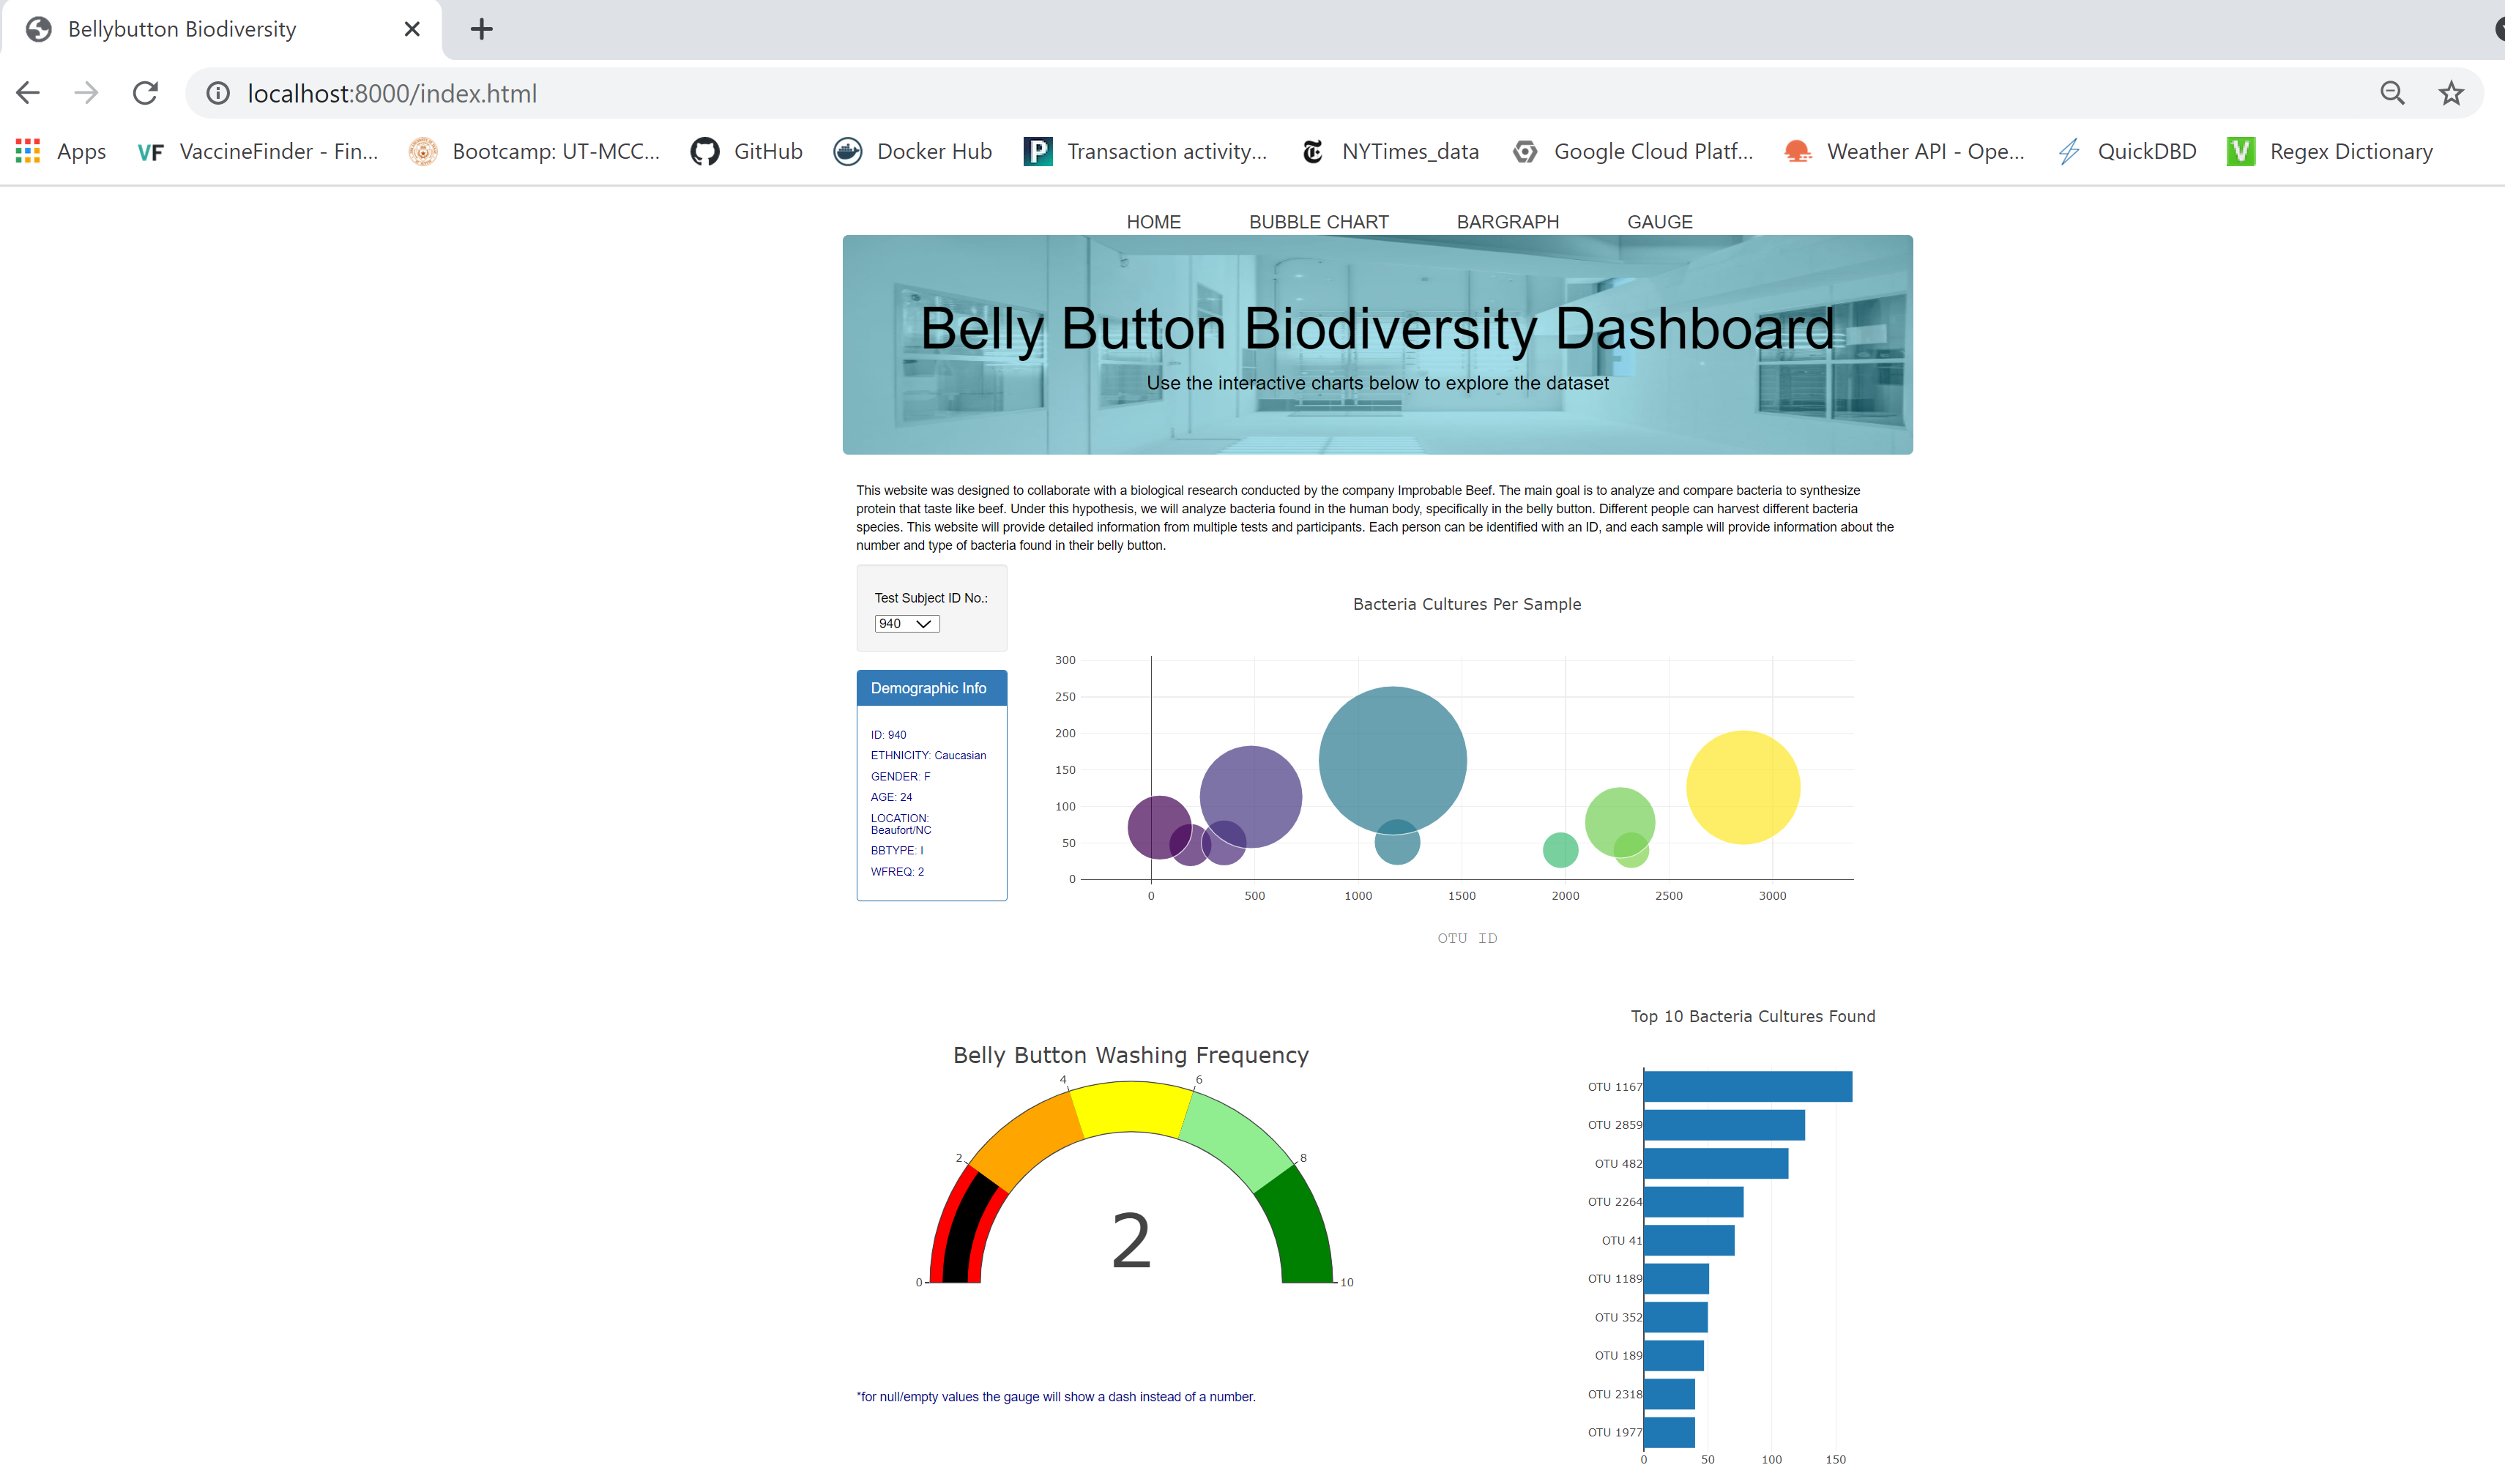 Bellybutton Biodiversity
localhost:8000/index.html
Apps
VF VaccineFinder - Fin...
Bootcamp: UT-MCC...
GitHub
Docker Hub
P Transaction activity...
NYTimes_data
Google Cloud Platf...
Weather API - Ope...
QuickDBD
V Regex Dictionary
HOME BUBBLE CHART BARGRAPH GAUGE
Belly Button Biodiversity Dashboard
Use the interactive charts below to explore the dataset
This website was designed to collaborate with a biological research conducted by the company Improbable Beef. The main goal is to analyze and compare bacteria to synthesize
protein that taste like beef. Under this hypothesis, we will analyze bacteria found in the human body, specifically in the belly button. Different people can harvest different bacteria
species. This website will provide detailed information from multiple tests and participants. Each person can be identified with an ID, and each sample will provide information about the
number and type of bacteria found in their belly button.
Test Subject ID No.:
940
Demographic Info
ID: 940
ETHNICITY: Caucasian
GENDER: F
AGE: 24
LOCATION:
Beaufort/NC
BBTYPE: I
WFREQ: 2
Bacteria Cultures Per Sample
300
250
200
150
100
50
0
0 500 1000 1500 2000 2500 3000
OTU ID
Belly Button Washing Frequency
0
2
4
6
8
10
2
*for null/empty values the gauge will show a dash instead of a number.
Top 10 Bacteria Cultures Found
OTU 1167
OTU 2859
OTU 482
OTU 2264
OTU 41
OTU 1189
OTU 352
OTU 189
OTU 2318
OTU 1977
0 50 100 150